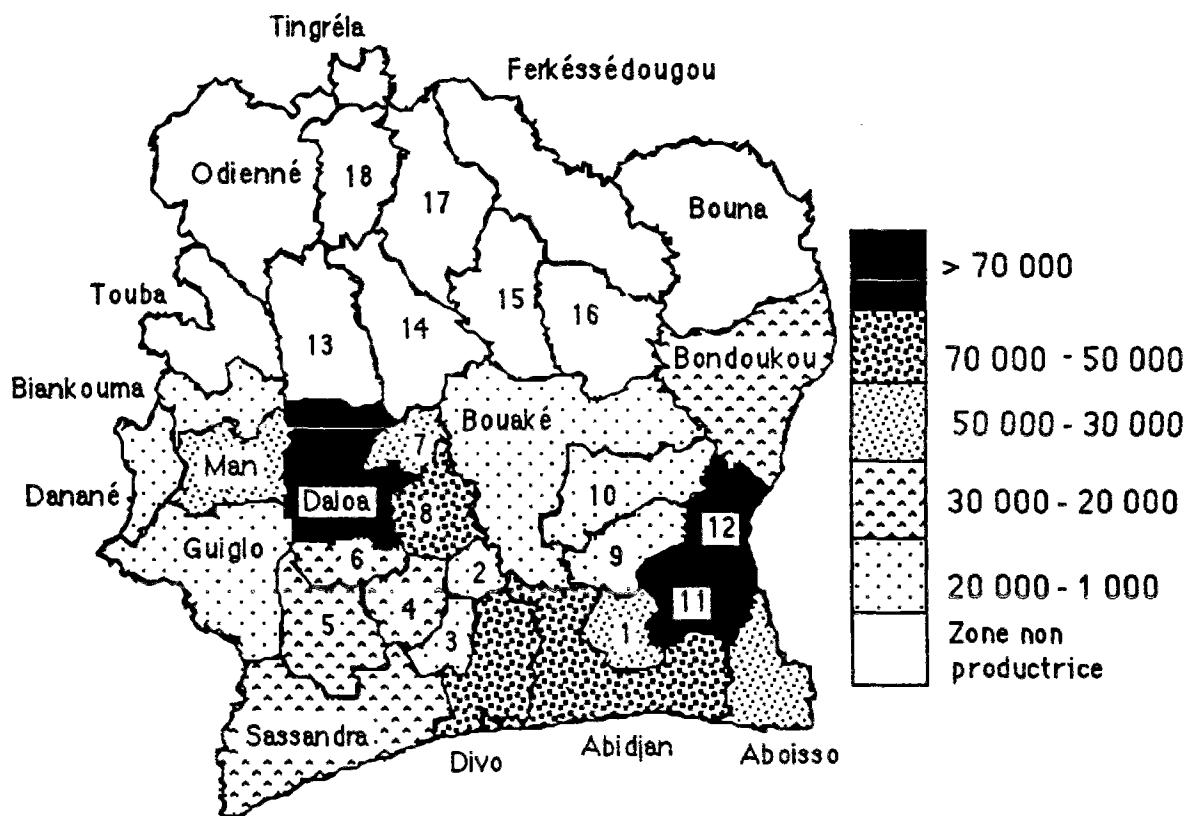 Tingréla
Ferkéssédougou
Odienné
18
17
Bouna
Touba
13
14
15
16
Bondoukou
Biankouma
Bouaké
7
Man
Danané
Daloa
8
10
12
Guiglo
6
2
9
5
4
3
1
11
Sassandra
Divo
Abidjan
Aboisso
> 70 000
70 000 - 50 000
50 000 - 30 000
30 000 - 20 000
20 000 - 1 000
Zone non
productrice